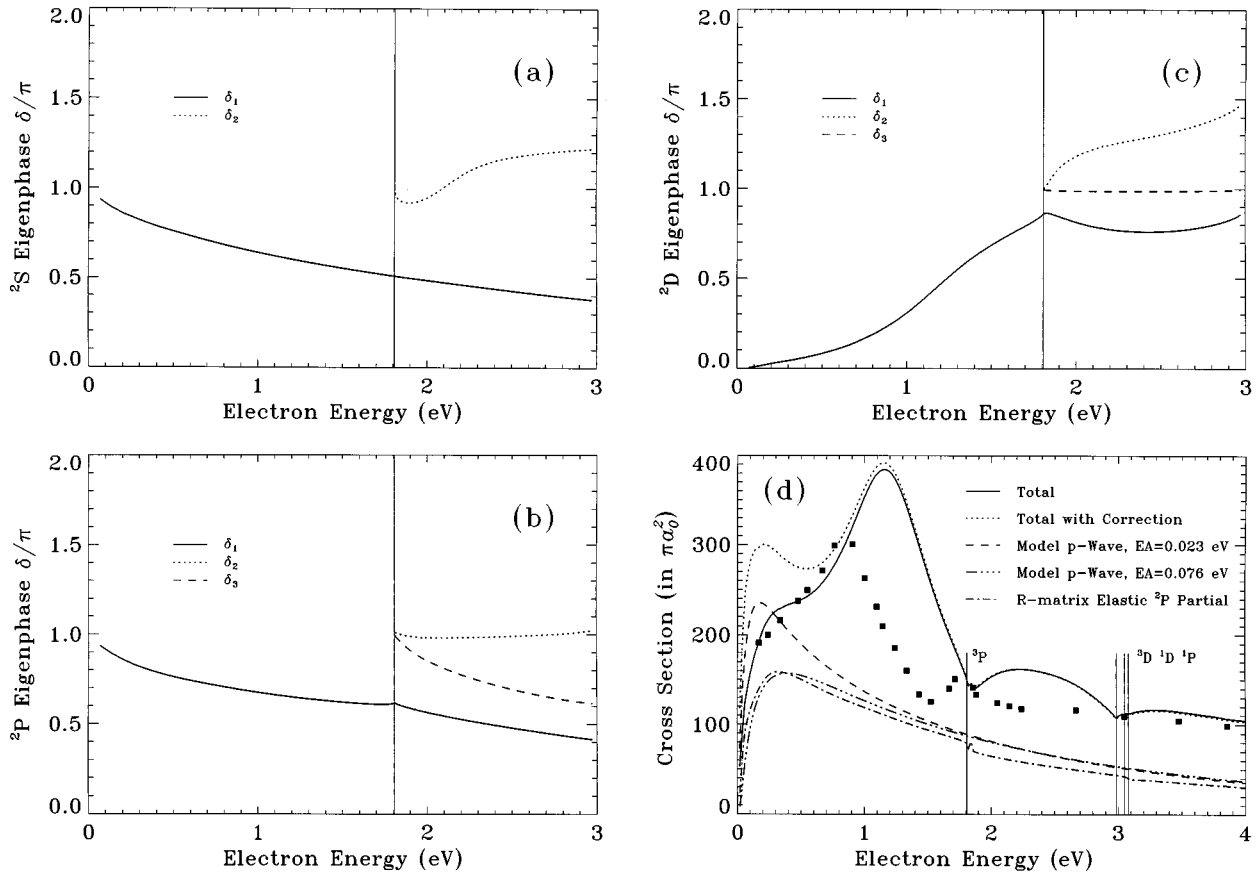 2.0
1.5
1.0
0.5
0.0
²S Eigenphase δ/π
(a)
δ₁
δ₂
0 1 2 3
Electron Energy (eV)
2.0
1.5
1.0
0.5
0.0
²D Eigenphase δ/π
(c)
δ₁
δ₂
δ₃
0 1 2 3
Electron Energy (eV)
2.0
1.5
1.0
0.5
0.0
²P Eigenphase δ/π
(b)
δ₁
δ₂
δ₃
0 1 2 3
Electron Energy (eV)
400
300
200
100
0
Cross Section (in πa₀²)
(d)
Total
Total with Correction
Model p-Wave, EA=0.023 eV
Model p-Wave, EA=0.076 eV
R-matrix Elastic ²P Partial
³P
³D ¹D ¹P
0 1 2 3 4
Electron Energy (eV)